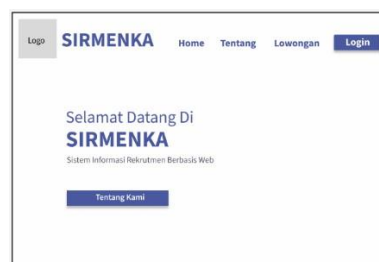 Logo
SIRMENKA
Home Tentang Lowongan Login
Selamat Datang Di
SIRMENKA
Sistem Informasi Rekrutmen Berbasis Web
Tentang Kami